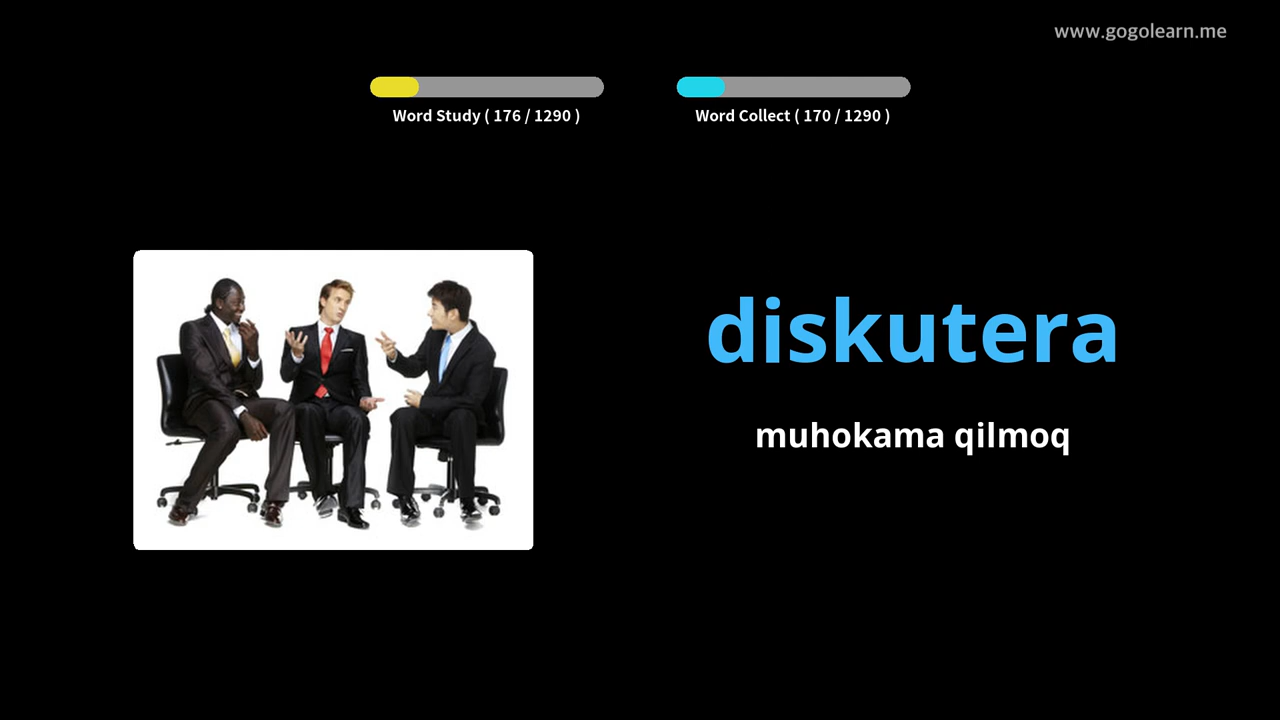 www.gogolearn.me
Word Study ( 176 / 1290 )
Word Collect ( 170 / 1290 )
diskutera
muhokama qilmoq